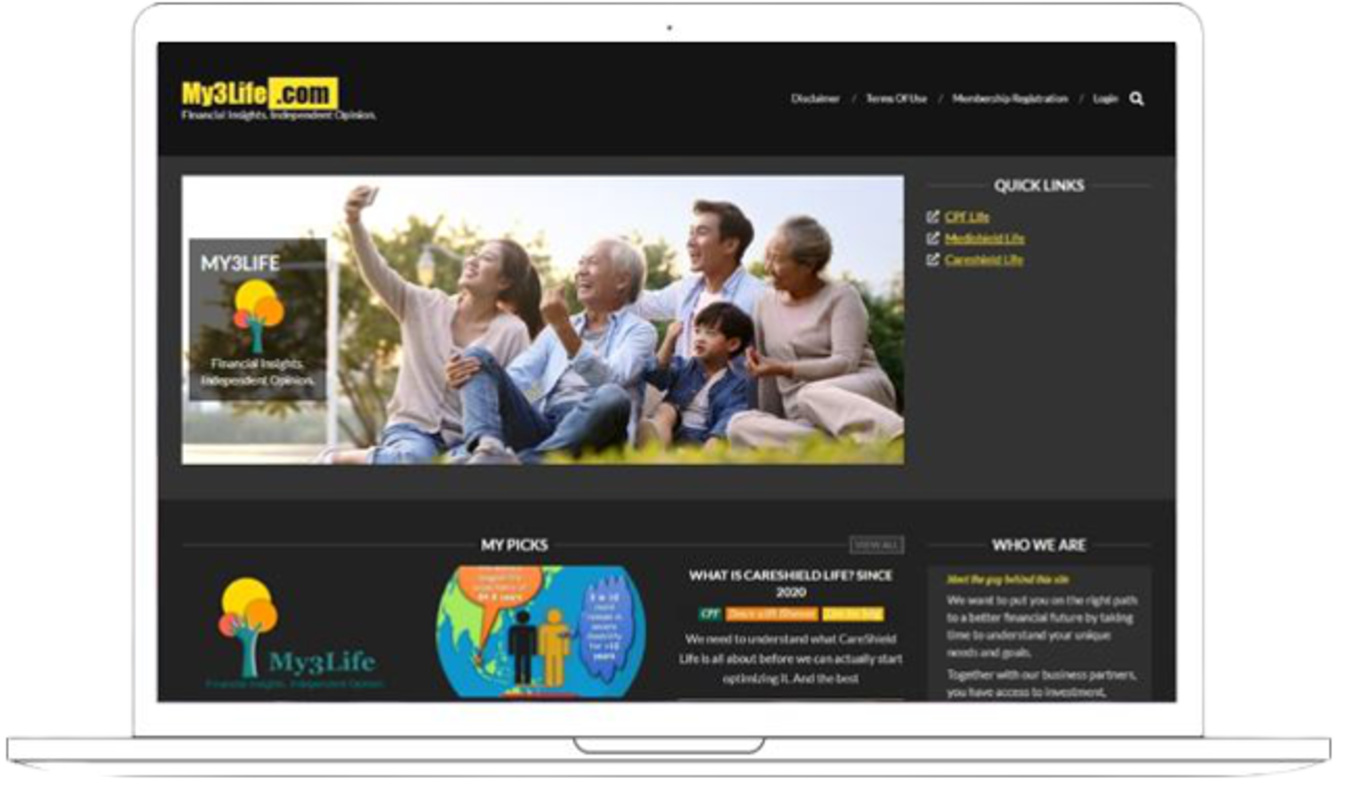 My3Life .com
Financial Insights. Independent Opinion.
Disclaimer / Terms Of Use / Membership Registration / Login
QUICK LINKS
CPF Life
Medishield Life
Careshield Life
MY3LIFE
Financial Insights.
Independent Opinion.
MY PICKS
VIEW ALL
My3Life
Financial Insights. Independent Opinion.
WHAT IS CARESHIELD LIFE? SINCE
2020
CPF
We need to understand what CareShield
Life is all about before we can actually start
optimizing it. And the best
WHO WE ARE
Meet the guy behind this site
We want to put you on the right path
to a better financial future by taking
time to understand your unique
needs and goals.
Together with our business partners,
you have access to investment,